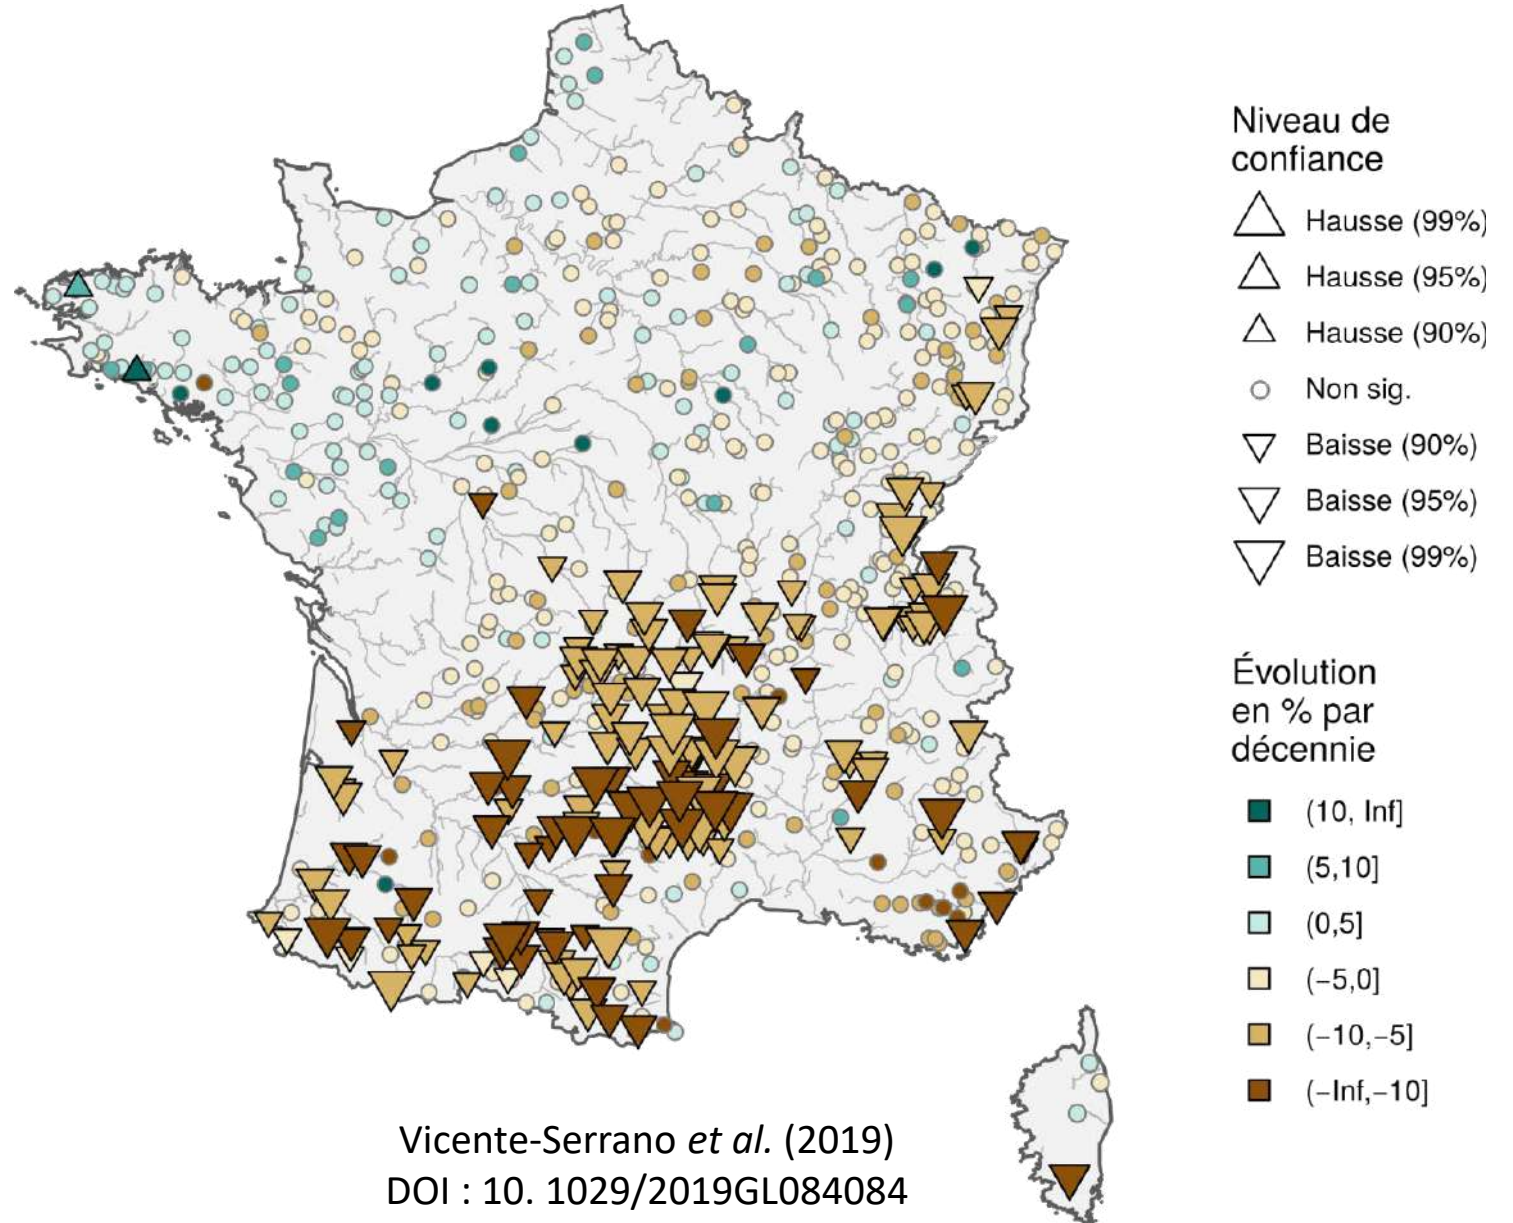 Niveau de
confiance
Hausse (99%)
Hausse (95%)
Hausse (90%)
Non sig.
Baisse (90%)
Baisse (95%)
Baisse (99%)
Évolution
en % par
décennie
(10, Inf]
(5,10]
(0,5]
(−5,0]
(−10,−5]
(−Inf,−10]
Vicente-Serrano et al. (2019)
DOI : 10. 1029/2019GL084084